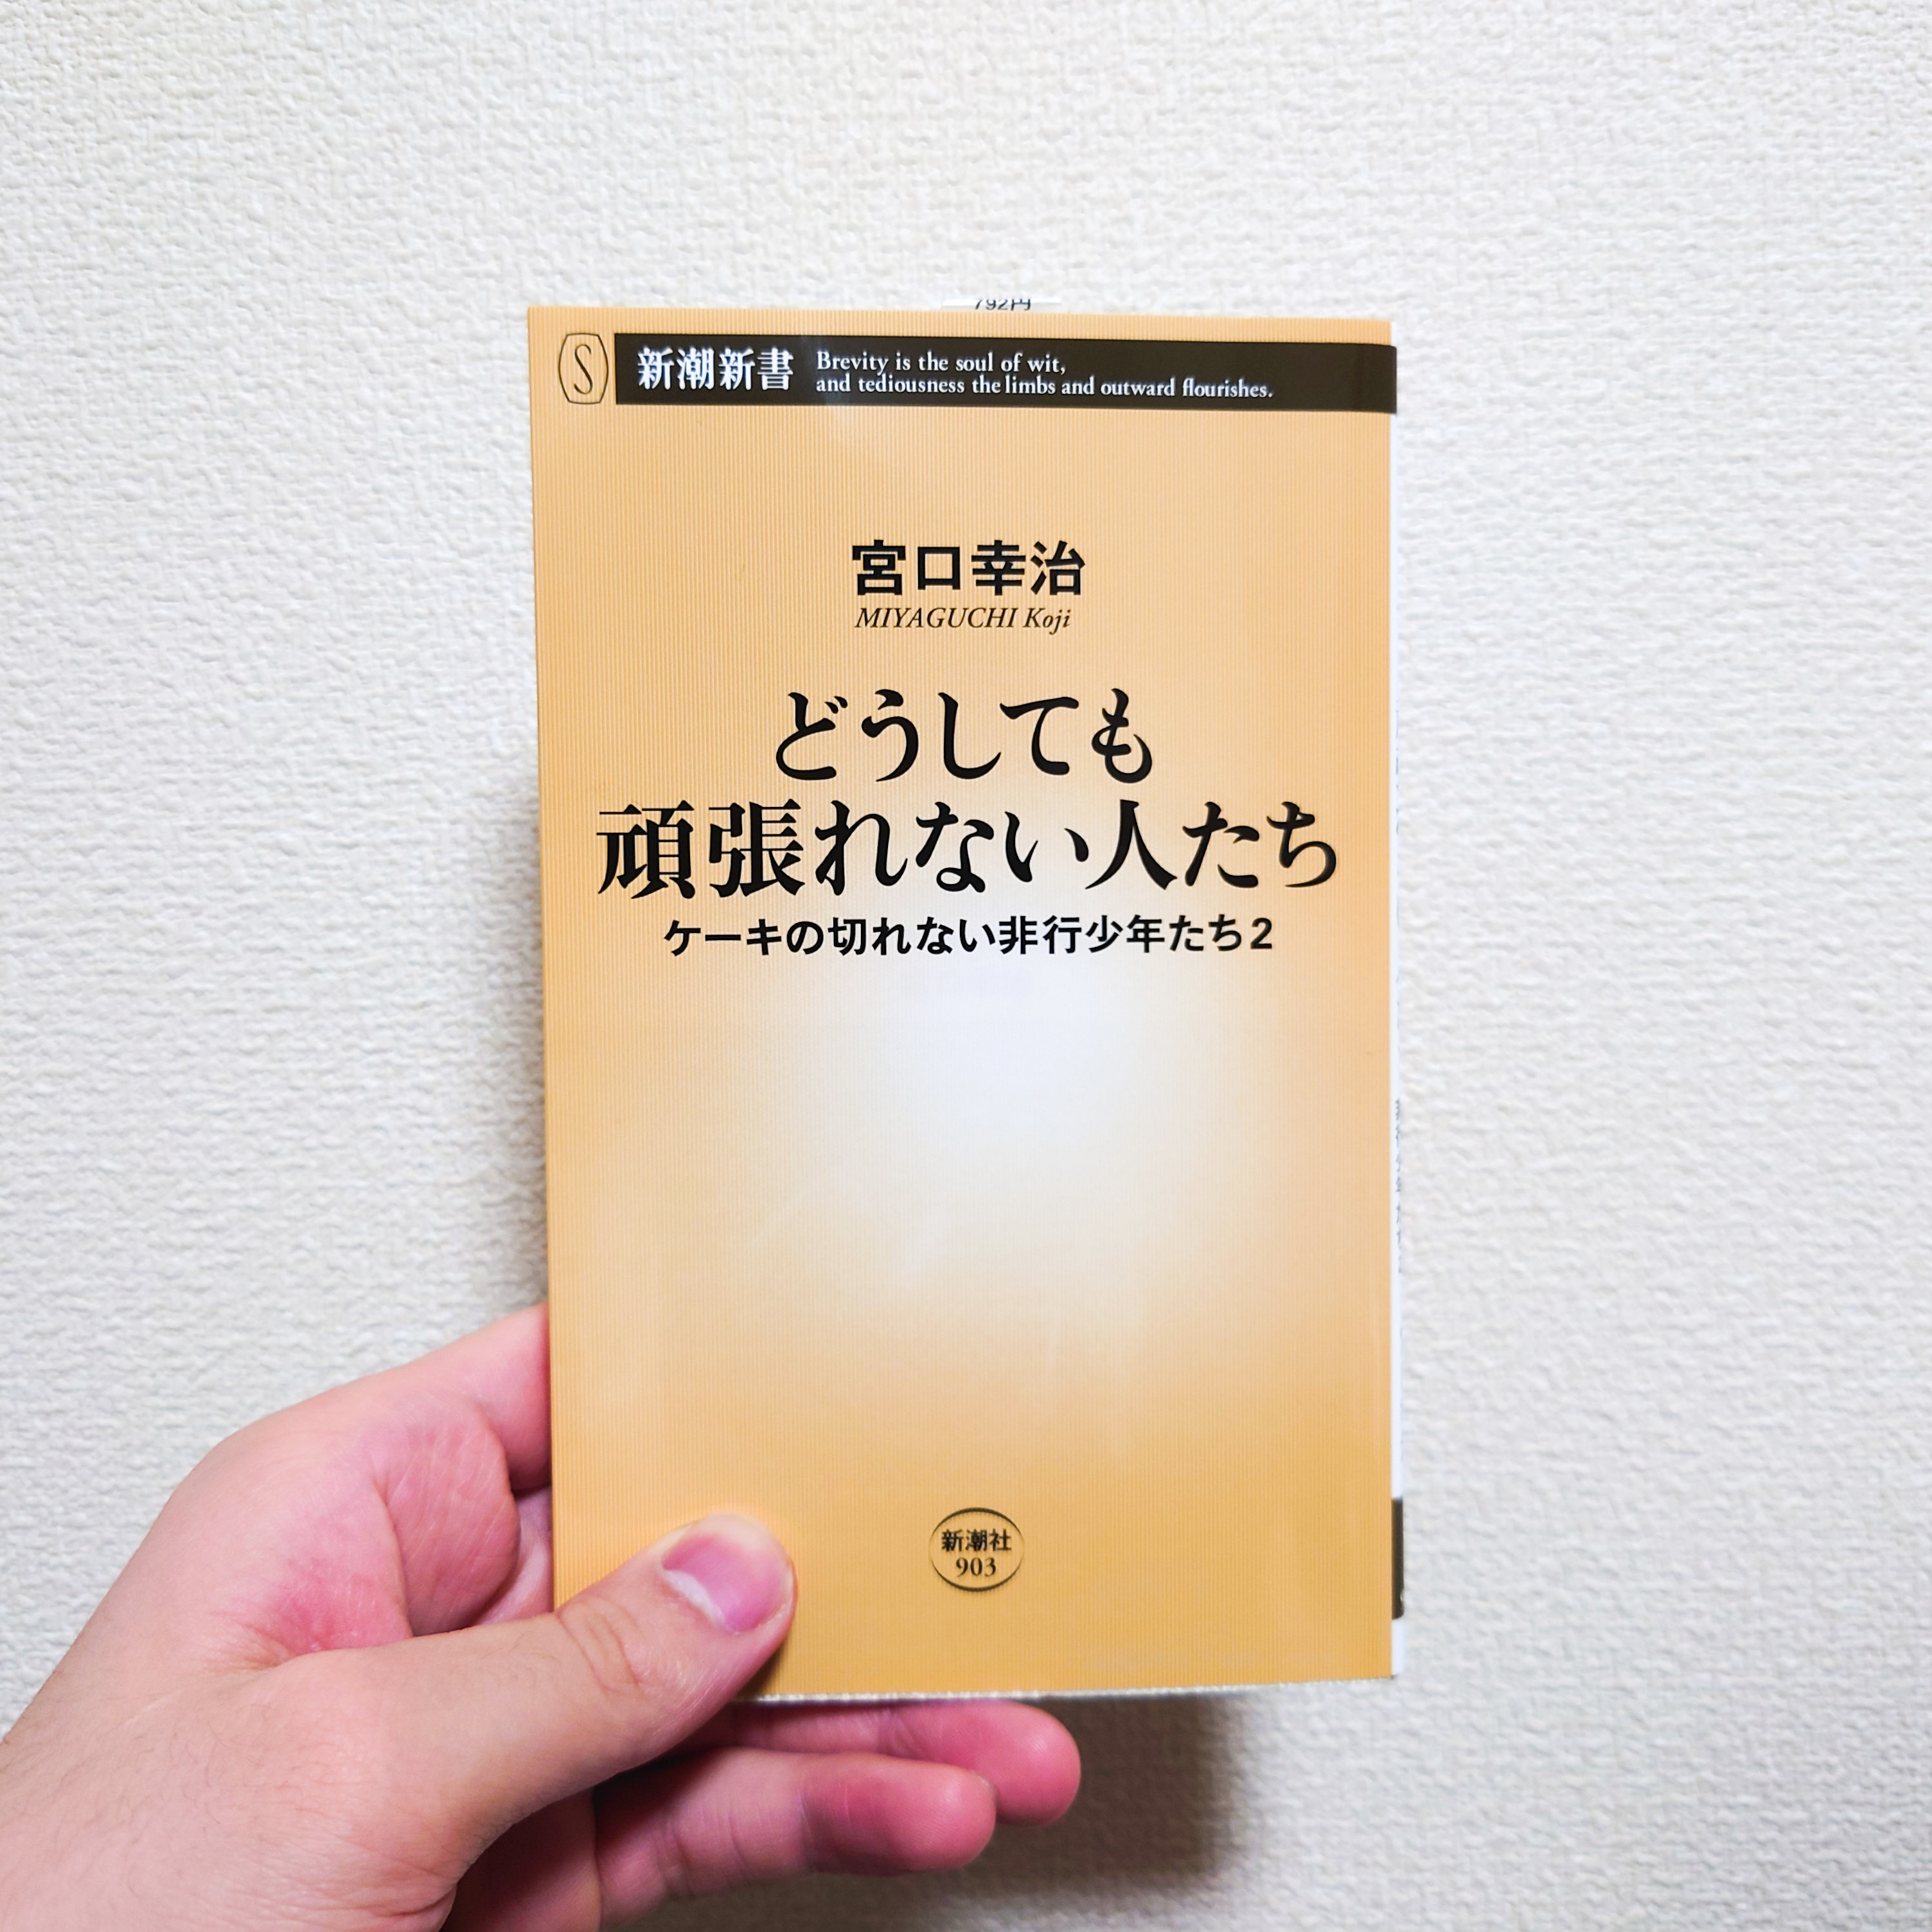 792円
S
新潮新書
Brevity is the soul of wit,
and tediousness the limbs and outward flourishes.
宮口幸治
MIYAGUCHI Koji
どうしても
頑張れない人たち
ケーキの切れない非行少年たち2
新潮社
903